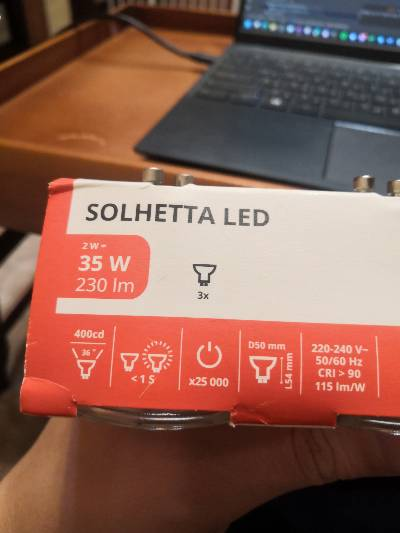 SOLHETTA LED
2 W =
35 W
230 lm
3x
400cd
36°
< 1 S
x25 000
D50 mm
L54 mm
220-240 V~
50/60 Hz
CRI > 90
115 lm/W